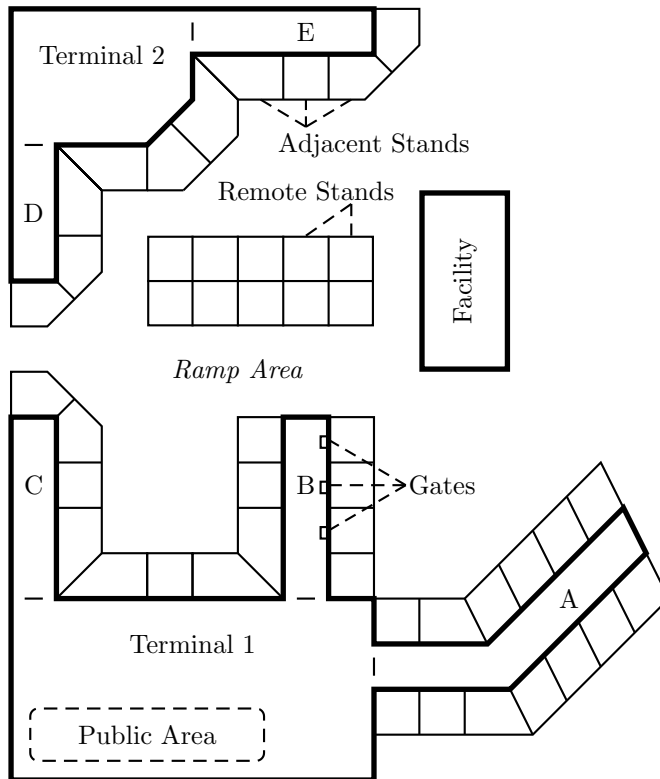 E
Terminal 2
Adjacent Stands
Remote Stands
D
Facility
Ramp Area
C
B
Gates
A
Terminal 1
Public Area